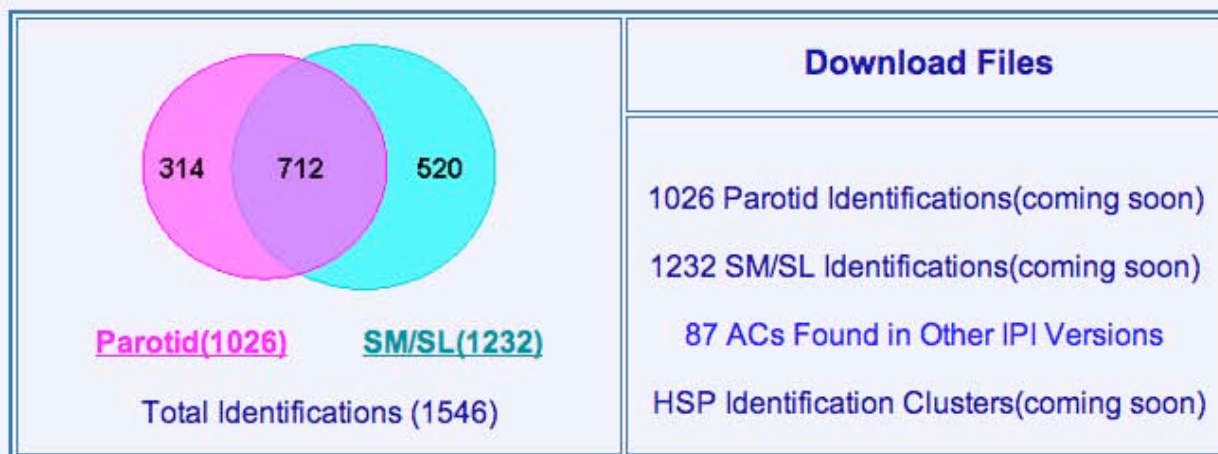 314 712 520
Parotid(1026) SM/SL(1232)
Total Identifications (1546)
Download Files
1026 Parotid Identifications(coming soon)
1232 SM/SL Identifications(coming soon)
87 ACs Found in Other IPI Versions
HSP Identification Clusters(coming soon)